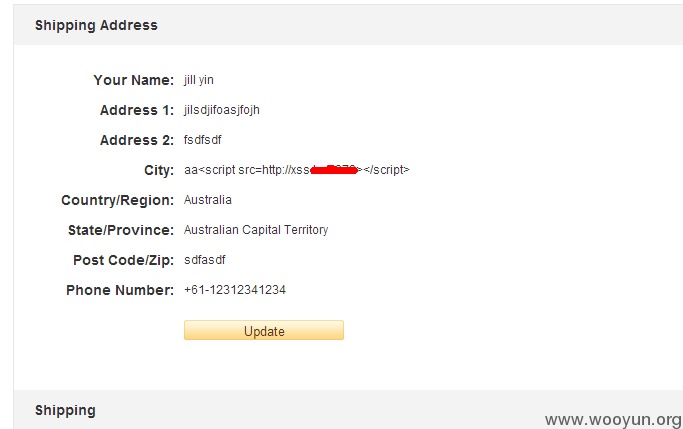 Shipping Address
Your Name: jill yin
Address 1: jilsdjifoasjfojh
Address 2: fsdfsdf
City: aa<script src=http://xss ></script>
Country/Region: Australia
State/Province: Australian Capital Territory
Post Code/Zip: sdfasdf
Phone Number: +61-12312341234
Update
Shipping
www.wooyun.org